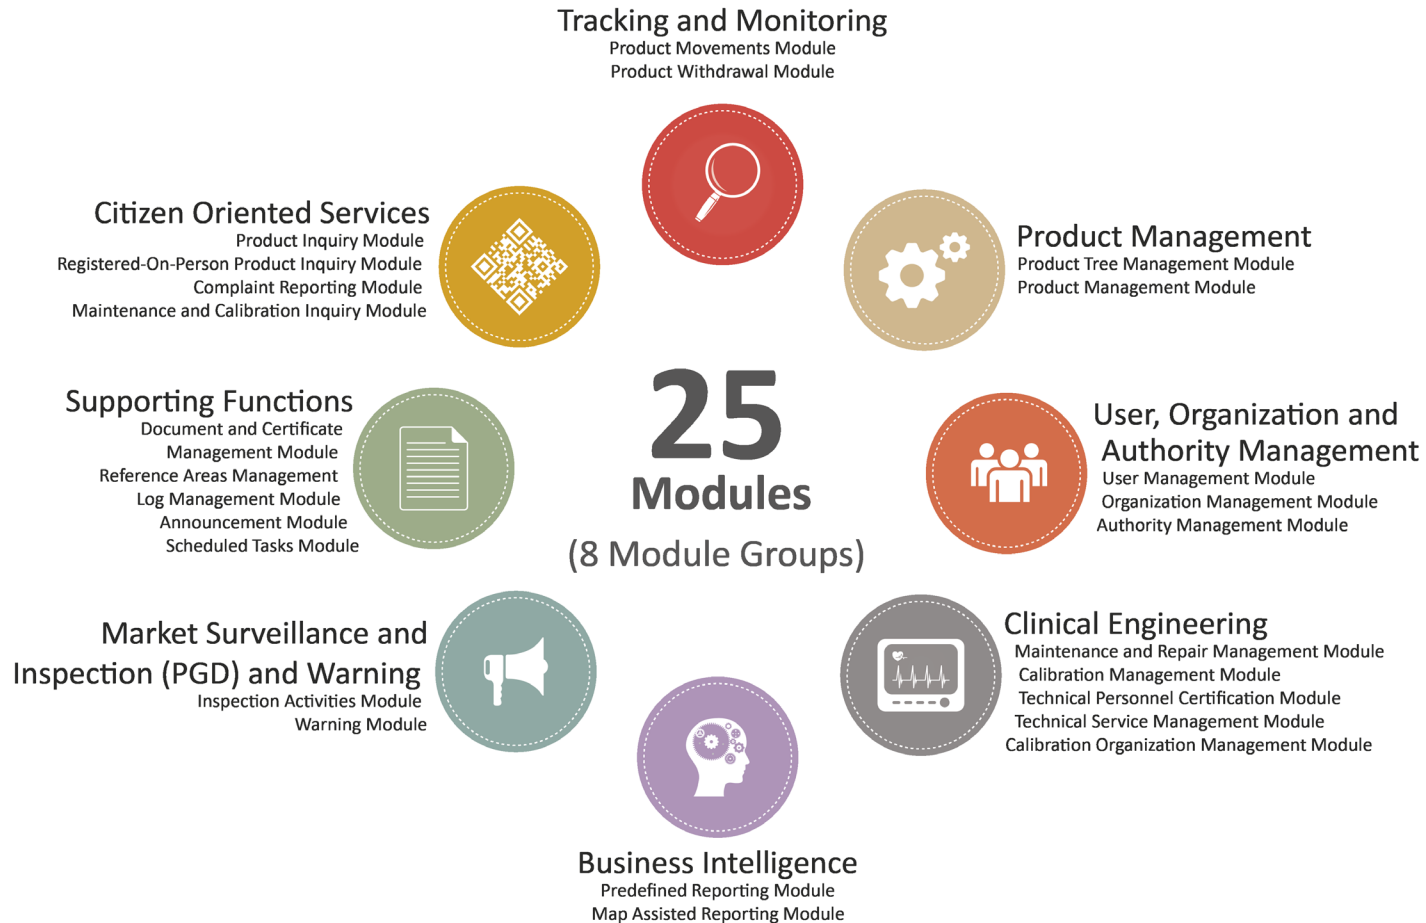 Tracking and Monitoring
Product Movements Module
Product Withdrawal Module
Citizen Oriented Services
Product Inquiry Module
Registered-On-Person Product Inquiry Module
Complaint Reporting Module
Maintenance and Calibration Inquiry Module
Product Management
Product Tree Management Module
Product Management Module
25
Modules
(8 Module Groups)
Supporting Functions
Document and Certificate
Management Module
Reference Areas Management
Log Management Module
Announcement Module
Scheduled Tasks Module
User, Organization and
Authority Management
User Management Module
Organization Management Module
Authority Management Module
Market Surveillance and
Inspection (PGD) and Warning
Inspection Activities Module
Warning Module
Clinical Engineering
Maintenance and Repair Management Module
Calibration Management Module
Technical Personnel Certification Module
Technical Service Management Module
Calibration Organization Management Module
Business Intelligence
Predefined Reporting Module
Map Assisted Reporting Module